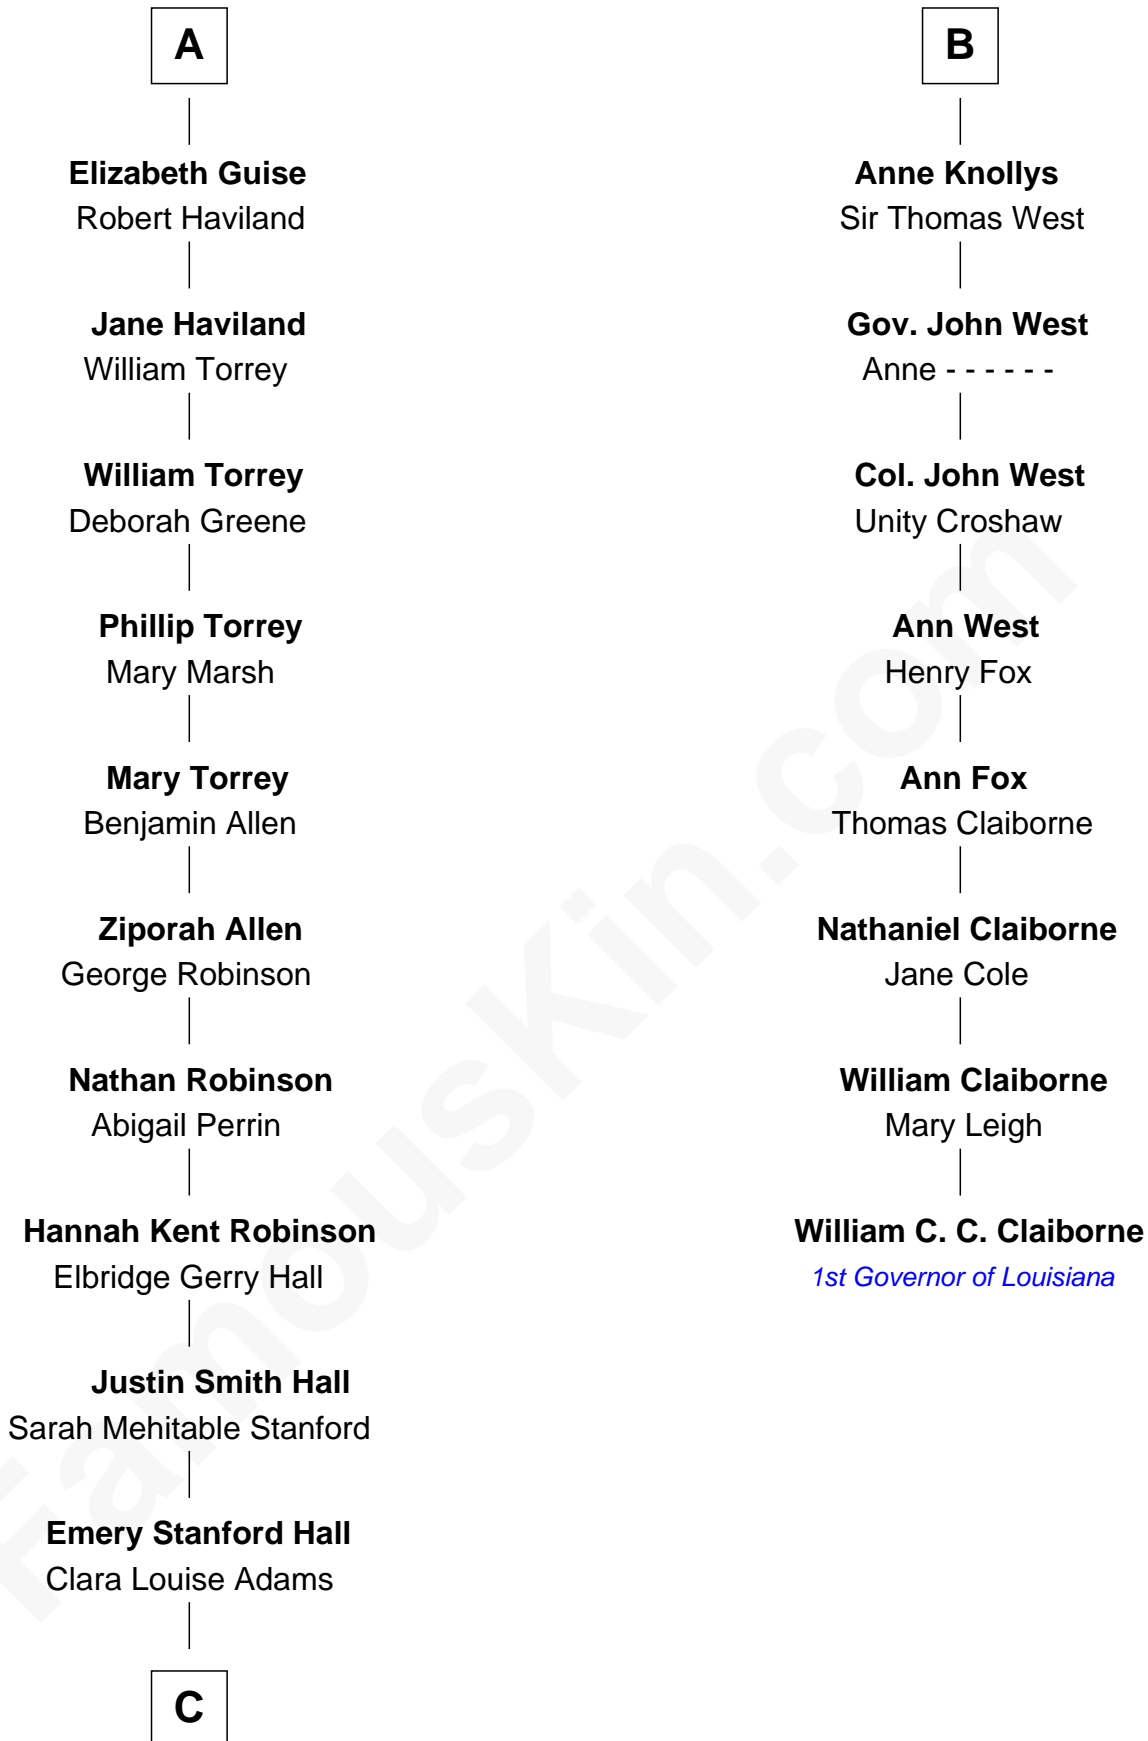 A
Elizabeth Guise
Robert Haviland
Jane Haviland
William Torrey
William Torrey
Deborah Greene
Phillip Torrey
Mary Marsh
Mary Torrey
Benjamin Allen
Ziporah Allen
George Robinson
Nathan Robinson
Abigail Perrin
Hannah Kent Robinson
Elbridge Gerry Hall
Justin Smith Hall
Sarah Mehitable Stanford
Emery Stanford Hall
Clara Louise Adams
C
B
Anne Knollys
Sir Thomas West
Gov. John West
Anne - - - - - -
Col. John West
Unity Croshaw
Ann West
Henry Fox
Ann Fox
Thomas Claiborne
Nathaniel Claiborne
Jane Cole
William Claiborne
Mary Leigh
William C. C. Claiborne
1st Governor of Louisiana
FamousKin.com